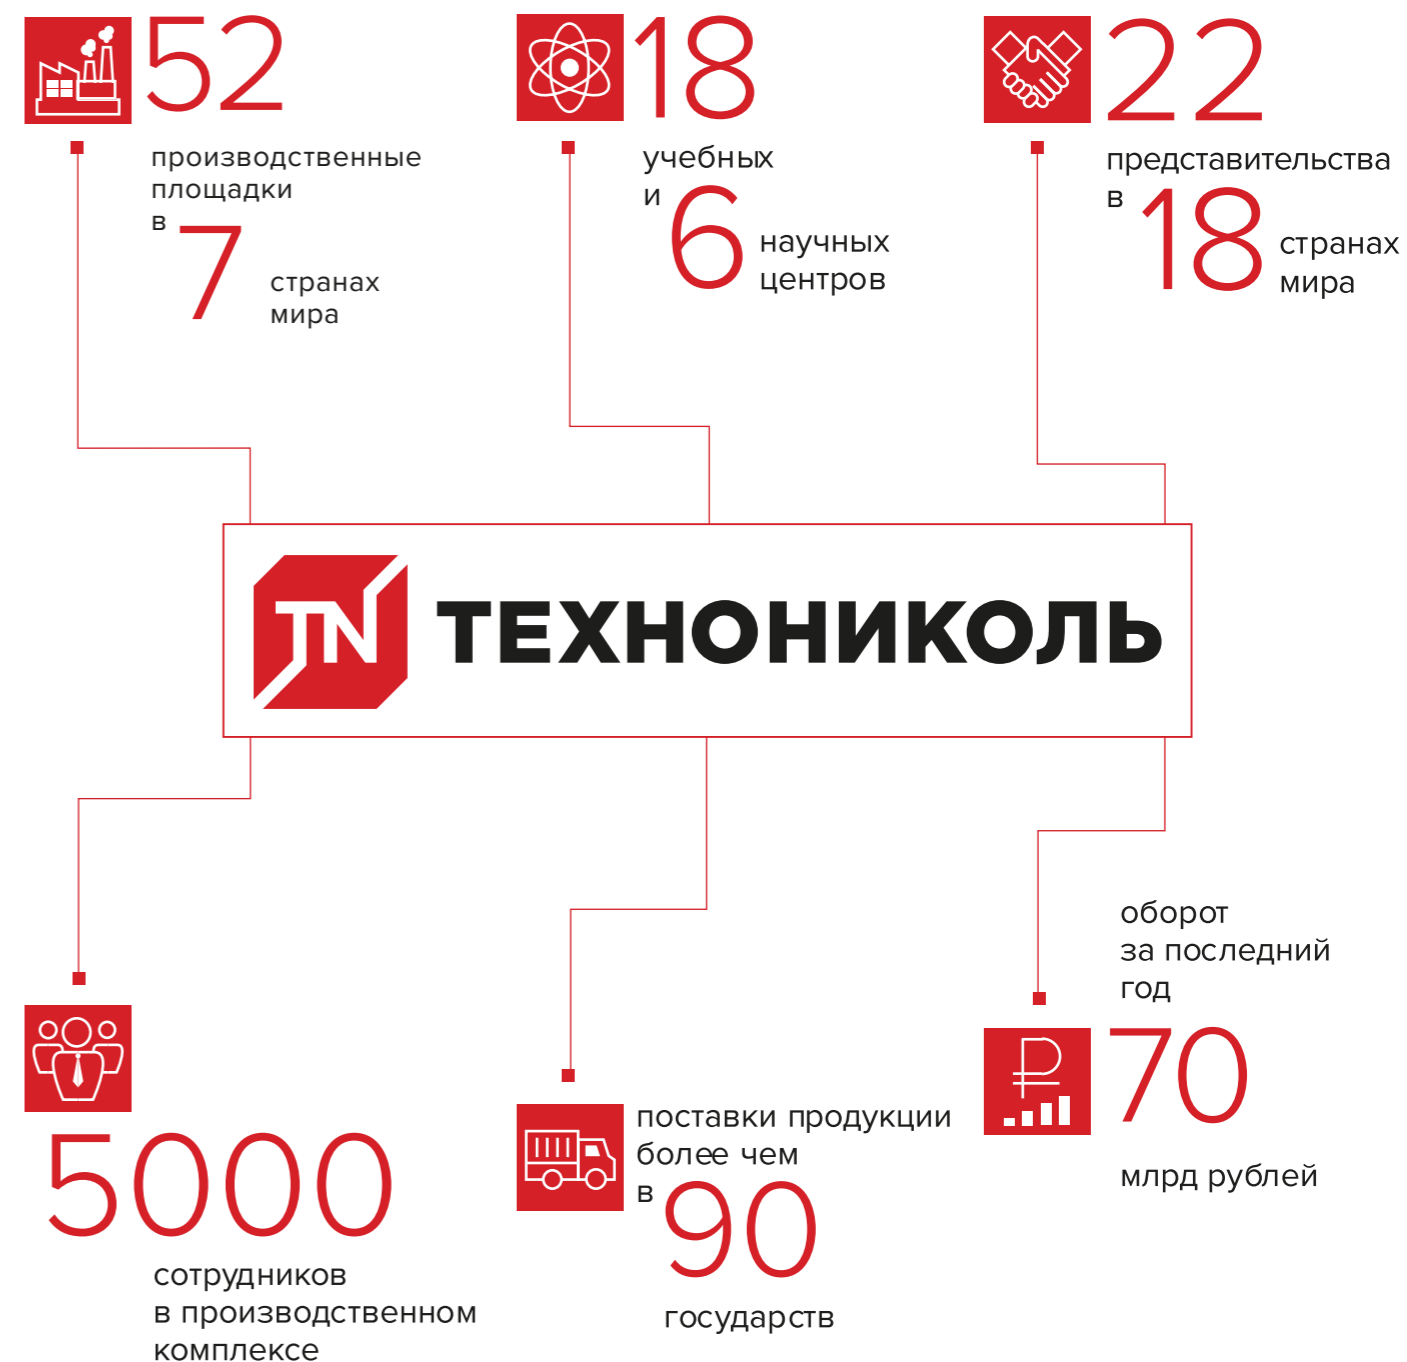 52
производственные
площадки
в 7 странах
мира
18
учебных
и 6 научных
центров
22
представительства
в 18 странах
мира
TN ТЕХНОНИКОЛЬ
5000
сотрудников
в производственном
комплексе
поставки продукции
более чем
в 90
государств
оборот
за последний
год
₽ 70
млрд рублей